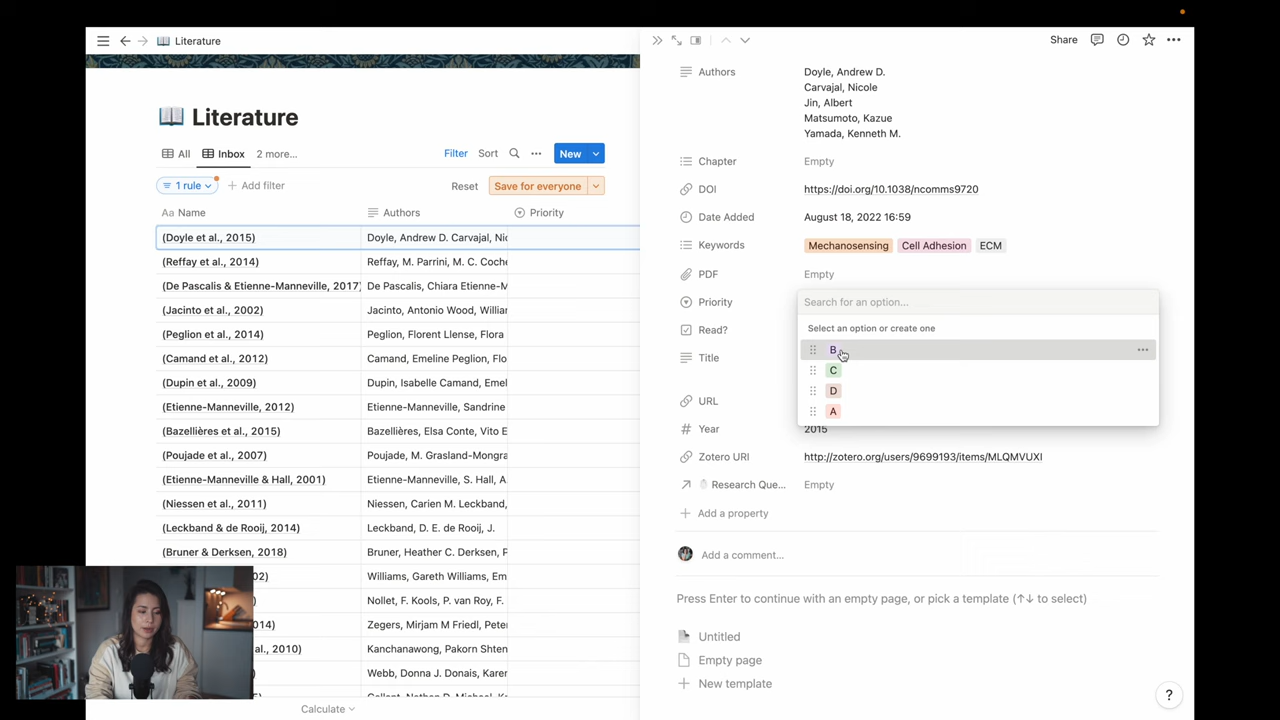 Literature
Share
Literature
All
Inbox
2 more...
Filter
Sort
New
1 rule
Add filter
Reset
Save for everyone
Aa Name
Authors
Priority
(Doyle et al., 2015)
Doyle, Andrew D. Carvajal, Nic
(Reffay et al., 2014)
Reffay, M. Parrini, M. C. Coche
(De Pascalis & Etienne-Manneville, 2017)
De Pascalis, Chiara Etienne-M
(Jacinto et al., 2002)
Jacinto, Antonio Wood, Willian
(Peglion et al., 2014)
Peglion, Florent Llense, Flora
(Camand et al., 2012)
Camand, Emeline Peglion, Flo
(Dupin et al., 2009)
Dupin, Isabelle Camand, Emel
(Etienne-Manneville, 2012)
Etienne-Manneville, Sandrine
(Bazellières et al., 2015)
Bazellières, Elsa Conte, Vito E
(Poujade et al., 2007)
Poujade, M. Grasland-Mongra
(Etienne-Manneville & Hall, 2001)
Etienne-Manneville, S. Hall, A.
(Niessen et al., 2011)
Niessen, Carien M. Leckband,
(Leckband & de Rooij, 2014)
Leckband, D. E. de Rooij, J.
(Bruner & Derksen, 2018)
Bruner, Heather C. Derksen, P
02)
Williams, Gareth Williams, Em
)
Nollet, F. Kools, P. van Roy, F.
014)
Zegers, Mirjam M Friedl, Peter
al., 2010)
Kanchanawong, Pakorn Shten
)
Webb, Donna J. Donais, Karen
Calculate
Authors
Doyle, Andrew D.
Carvajal, Nicole
Jin, Albert
Matsumoto, Kazue
Yamada, Kenneth M.
Chapter
Empty
DOI
https://doi.org/10.1038/ncomms9720
Date Added
August 18, 2022 16:59
Keywords
Mechanosensing
Cell Adhesion
ECM
PDF
Empty
Priority
Search for an option...
Select an option or create one
B
C
D
A
Read?
Title
URL
Year
2015
Zotero URI
http://zotero.org/users/9699193/items/MLQMVUXI
Research Que...
Empty
Add a property
Add a comment...
Press Enter to continue with an empty page, or pick a template (↑↓ to select)
Untitled
Empty page
New template
?